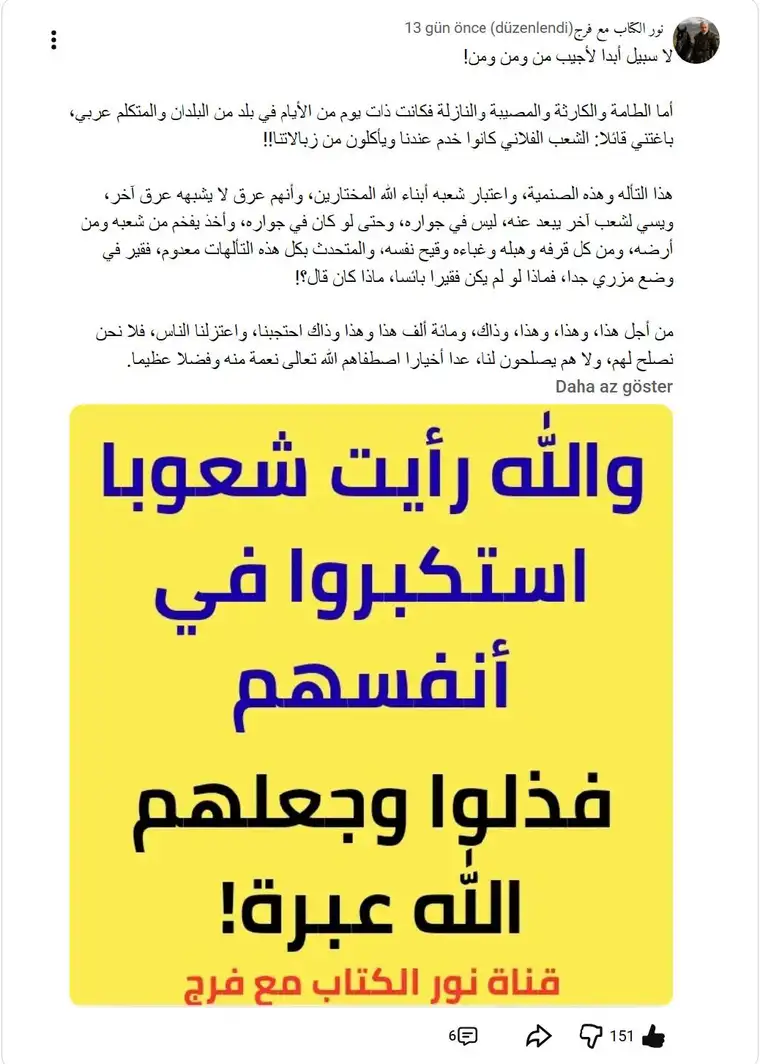 نور الكتاب مع فرج 13 gün önce (düzenlendi)
لا سبيل أبدا لأجيب من ومن ومن!
أما الطامة والكارثة والمصيبة والنازلة فكانت ذات يوم من الأيام في بلد من البلدان والمتكلم عربي،
باغتني قائلا: الشعب الفلاني كانوا خدم عندنا ويأكلون من زبالاتنا!!
هذا التأله وهذه الصنمية، واعتبار شعبه أبناء الله المختارين، وأنهم عرق لا يشبهه عرق آخر،
ويسي لشعب آخر يبعد عنه، ليس في جواره، وحتى لو كان في جواره، وأخذ يفخم من شعبه ومن
أرضه، ومن كل قرفه وهبله وغباءه وقيح نفسه، والمتحدث بكل هذه التألهات معدوم، فقير في
وضع مزري جدا، فماذا لو لم يكن فقيرا بائسا، ماذا كان قال؟!
من أجل هذا، وهذا، وهذا، وذاك، ومائة ألف هذا وهذا وذاك احتجبنا، واعتزلنا الناس، فلا نحن
نصلح لهم، ولا هم يصلحون لنا، عدا أخيارا اصطفاهم الله تعالى نعمة منه وفضلا عظيما.
Daha az göster
والله رأيت شعوبا
استكبروا في
أنفسهم
فذلوا وجعلهم
الله عبرة!
قناة نور الكتاب مع فرج
151 6